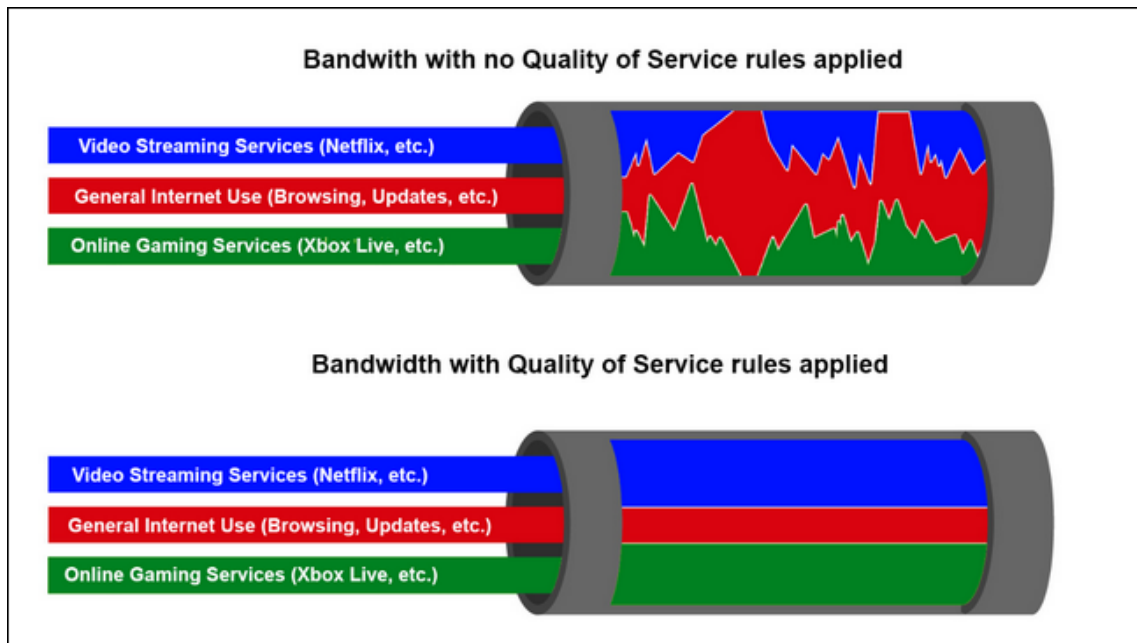 Bandwith with no Quality of Service rules applied
Video Streaming Services (Netflix, etc.)
General Internet Use (Browsing, Updates, etc.)
Online Gaming Services (Xbox Live, etc.)
Bandwidth with Quality of Service rules applied
Video Streaming Services (Netflix, etc.)
General Internet Use (Browsing, Updates, etc.)
Online Gaming Services (Xbox Live, etc.)